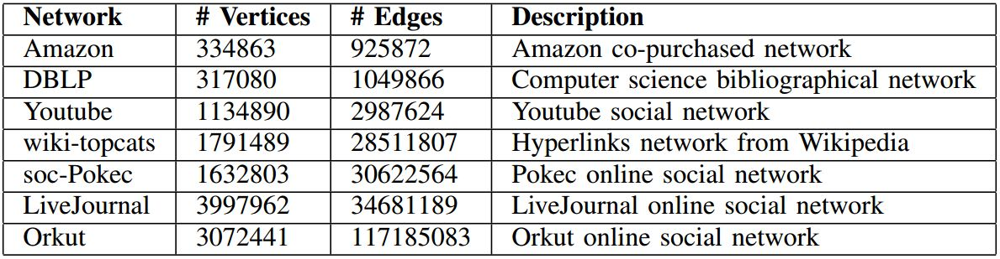 Network # Vertices # Edges Description
Amazon 334863 925872 Amazon co-purchased network
DBLP 317080 1049866 Computer science bibliographical network
Youtube 1134890 2987624 Youtube social network
wiki-topcats 1791489 28511807 Hyperlinks network from Wikipedia
soc-Pokec 1632803 30622564 Pokec online social network
LiveJournal 3997962 34681189 LiveJournal online social network
Orkut 3072441 117185083 Orkut online social network